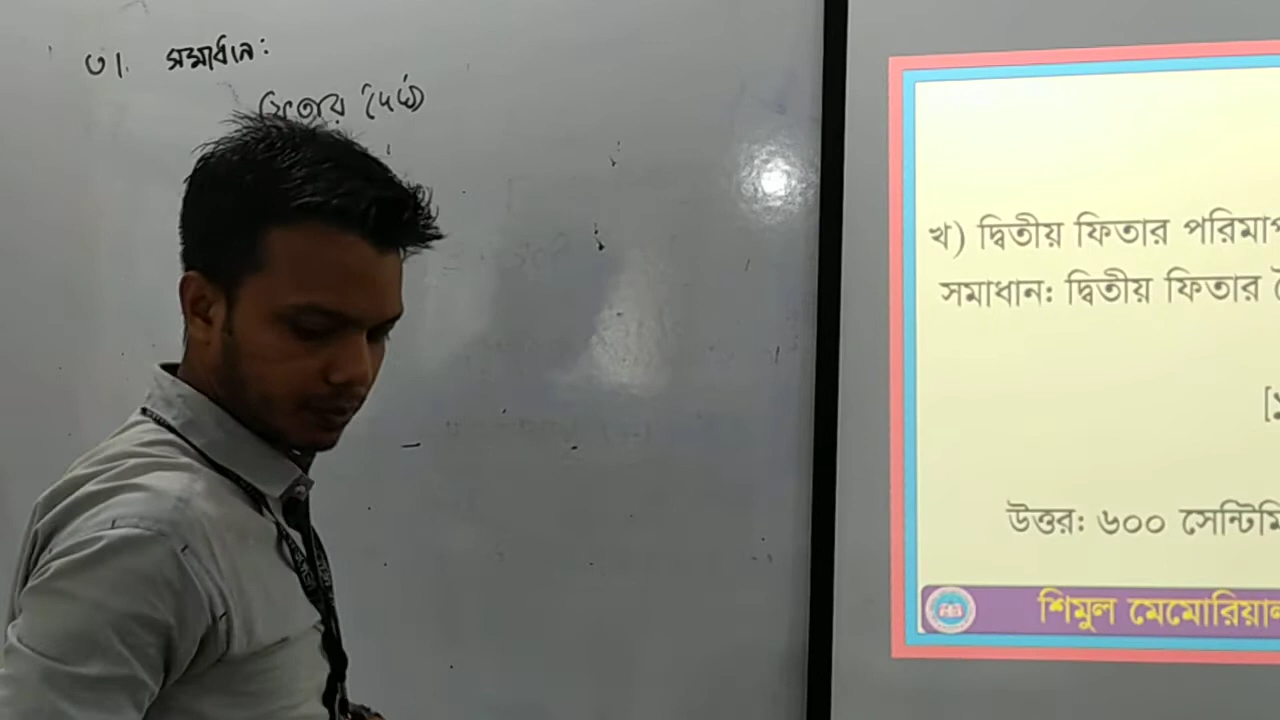 ৩। সমাধান:
ফিতার দৈর্ঘ্য
খ) দ্বিতীয় ফিতার পরিমাপ
সমাধান: দ্বিতীয় ফিতার
উত্তর: ৬০০ সেন্টিমি
শিমুল মেমোরিয়াল